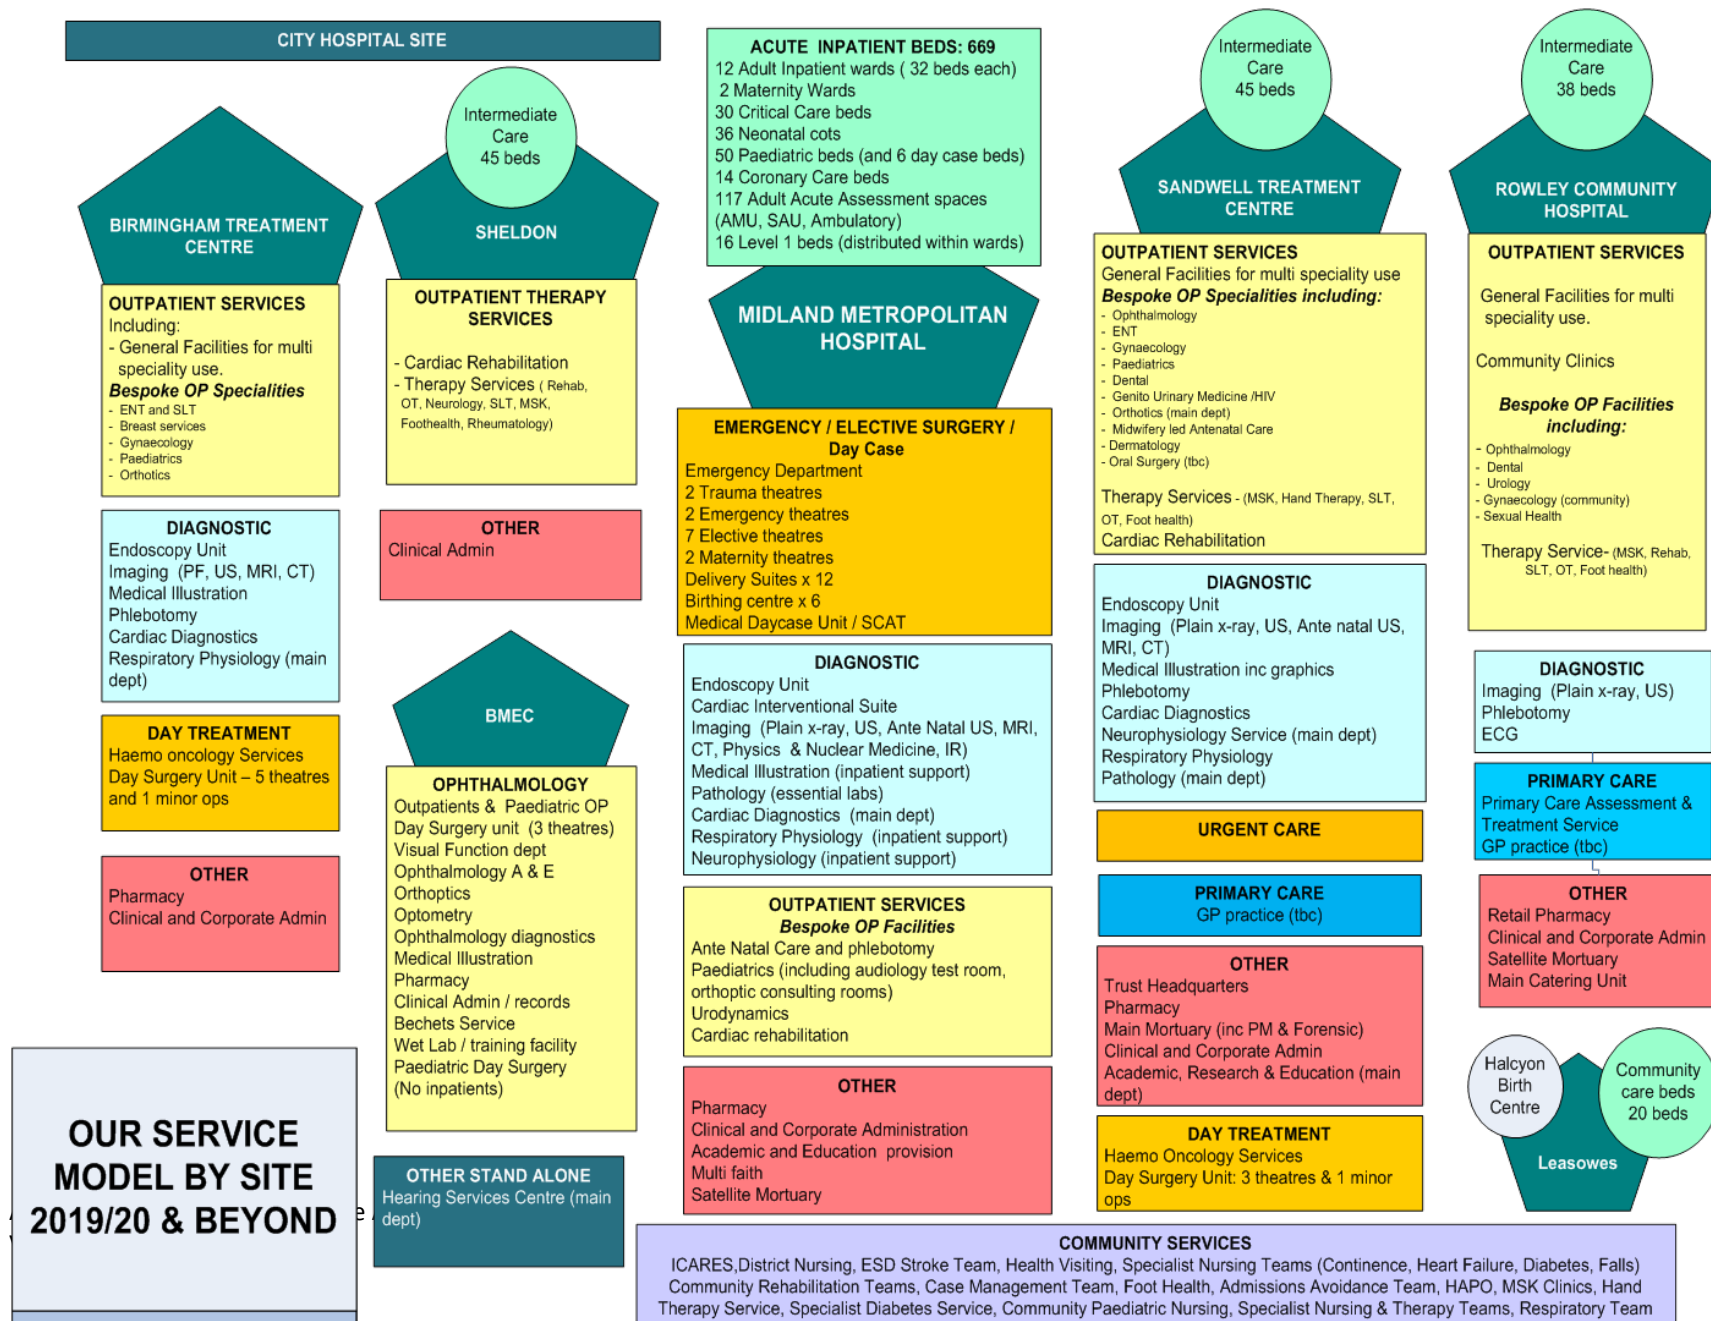 CITY HOSPITAL SITE
BIRMINGHAM TREATMENT
CENTRE
OUTPATIENT SERVICES
Including:
- General Facilities for multi
speciality use.
Bespoke OP Specialities
- ENT and SLT
- Breast services
- Gynaecology
- Paediatrics
- Orthotics
DIAGNOSTIC
Endoscopy Unit
Imaging (PF, US, MRI, CT)
Medical Illustration
Phlebotomy
Cardiac Diagnostics
Respiratory Physiology (main
dept)
DAY TREATMENT
Haemo oncology Services
Day Surgery Unit – 5 theatres
and 1 minor ops
OTHER
Pharmacy
Clinical and Corporate Admin
OUR SERVICE
MODEL BY SITE
2019/20 & BEYOND
Intermediate
Care
45 beds
SHELDON
OUTPATIENT THERAPY
SERVICES
- Cardiac Rehabilitation
- Therapy Services ( Rehab,
OT, Neurology, SLT, MSK,
Foothealth, Rheumatology)
OTHER
Clinical Admin
BMEC
OPHTHALMOLOGY
Outpatients & Paediatric OP
Day Surgery unit (3 theatres)
Visual Function dept
Ophthalmology A & E
Orthoptics
Optometry
Ophthalmology diagnostics
Medical Illustration
Pharmacy
Clinical Admin / records
Bechets Service
Wet Lab / training facility
Paediatric Day Surgery
(No inpatients)
OTHER STAND ALONE
Hearing Services Centre (main
dept)
ACUTE INPATIENT BEDS: 669
12 Adult Inpatient wards ( 32 beds each)
2 Maternity Wards
30 Critical Care beds
36 Neonatal cots
50 Paediatric beds (and 6 day case beds)
14 Coronary Care beds
117 Adult Acute Assessment spaces
(AMU, SAU, Ambulatory)
16 Level 1 beds (distributed within wards)
MIDLAND METROPOLITAN
HOSPITAL
EMERGENCY / ELECTIVE SURGERY /
Day Case
Emergency Department
2 Trauma theatres
2 Emergency theatres
7 Elective theatres
2 Maternity theatres
Delivery Suites x 12
Birthing centre x 6
Medical Daycase Unit / SCAT
DIAGNOSTIC
Endoscopy Unit
Cardiac Interventional Suite
Imaging (Plain x-ray, US, Ante Natal US, MRI,
CT, Physics & Nuclear Medicine, IR)
Medical Illustration (inpatient support)
Pathology (essential labs)
Cardiac Diagnostics (main dept)
Respiratory Physiology (inpatient support)
Neurophysiology (inpatient support)
OUTPATIENT SERVICES
Bespoke OP Facilities
Ante Natal Care and phlebotomy
Paediatrics (including audiology test room,
orthoptic consulting rooms)
Urodynamics
Cardiac rehabilitation
OTHER
Pharmacy
Clinical and Corporate Administration
Academic and Education provision
Multi faith
Satellite Mortuary
Intermediate
Care
45 beds
SANDWELL TREATMENT
CENTRE
OUTPATIENT SERVICES
General Facilities for multi speciality use
Bespoke OP Specialities including:
- Ophthalmology
- ENT
- Gynaecology
- Paediatrics
- Dental
- Genito Urinary Medicine /HIV
- Orthotics (main dept)
- Midwifery led Antenatal Care
- Dermatology
- Oral Surgery (tbc)
Therapy Services - (MSK, Hand Therapy, SLT,
OT, Foot health)
Cardiac Rehabilitation
DIAGNOSTIC
Endoscopy Unit
Imaging (Plain x-ray, US, Ante natal US,
MRI, CT)
Medical Illustration inc graphics
Phlebotomy
Cardiac Diagnostics
Neurophysiology Service (main dept)
Respiratory Physiology
Pathology (main dept)
URGENT CARE
PRIMARY CARE
GP practice (tbc)
OTHER
Trust Headquarters
Pharmacy
Main Mortuary (inc PM & Forensic)
Clinical and Corporate Admin
Academic, Research & Education (main
dept)
DAY TREATMENT
Haemo Oncology Services
Day Surgery Unit: 3 theatres & 1 minor
ops
Intermediate
Care
38 beds
ROWLEY COMMUNITY
HOSPITAL
OUTPATIENT SERVICES
General Facilities for multi
speciality use.
Community Clinics
Bespoke OP Facilities
including:
- Ophthalmology
- Dental
- Urology
- Gynaecology (community)
- Sexual Health
Therapy Service- (MSK, Rehab,
SLT, OT, Foot health)
DIAGNOSTIC
Imaging (Plain x-ray, US)
Phlebotomy
ECG
PRIMARY CARE
Primary Care Assessment &
Treatment Service
GP practice (tbc)
OTHER
Retail Pharmacy
Clinical and Corporate Admin
Satellite Mortuary
Main Catering Unit
Halcyon
Birth
Centre
Community
care beds
20 beds
Leasowes
COMMUNITY SERVICES
ICARES,District Nursing, ESD Stroke Team, Health Visiting, Specialist Nursing Teams (Continence, Heart Failure, Diabetes, Falls)
Community Rehabilitation Teams, Case Management Team, Foot Health, Admissions Avoidance Team, HAPO, MSK Clinics, Hand
Therapy Service, Specialist Diabetes Service, Community Paediatric Nursing, Specialist Nursing & Therapy Teams, Respiratory Team